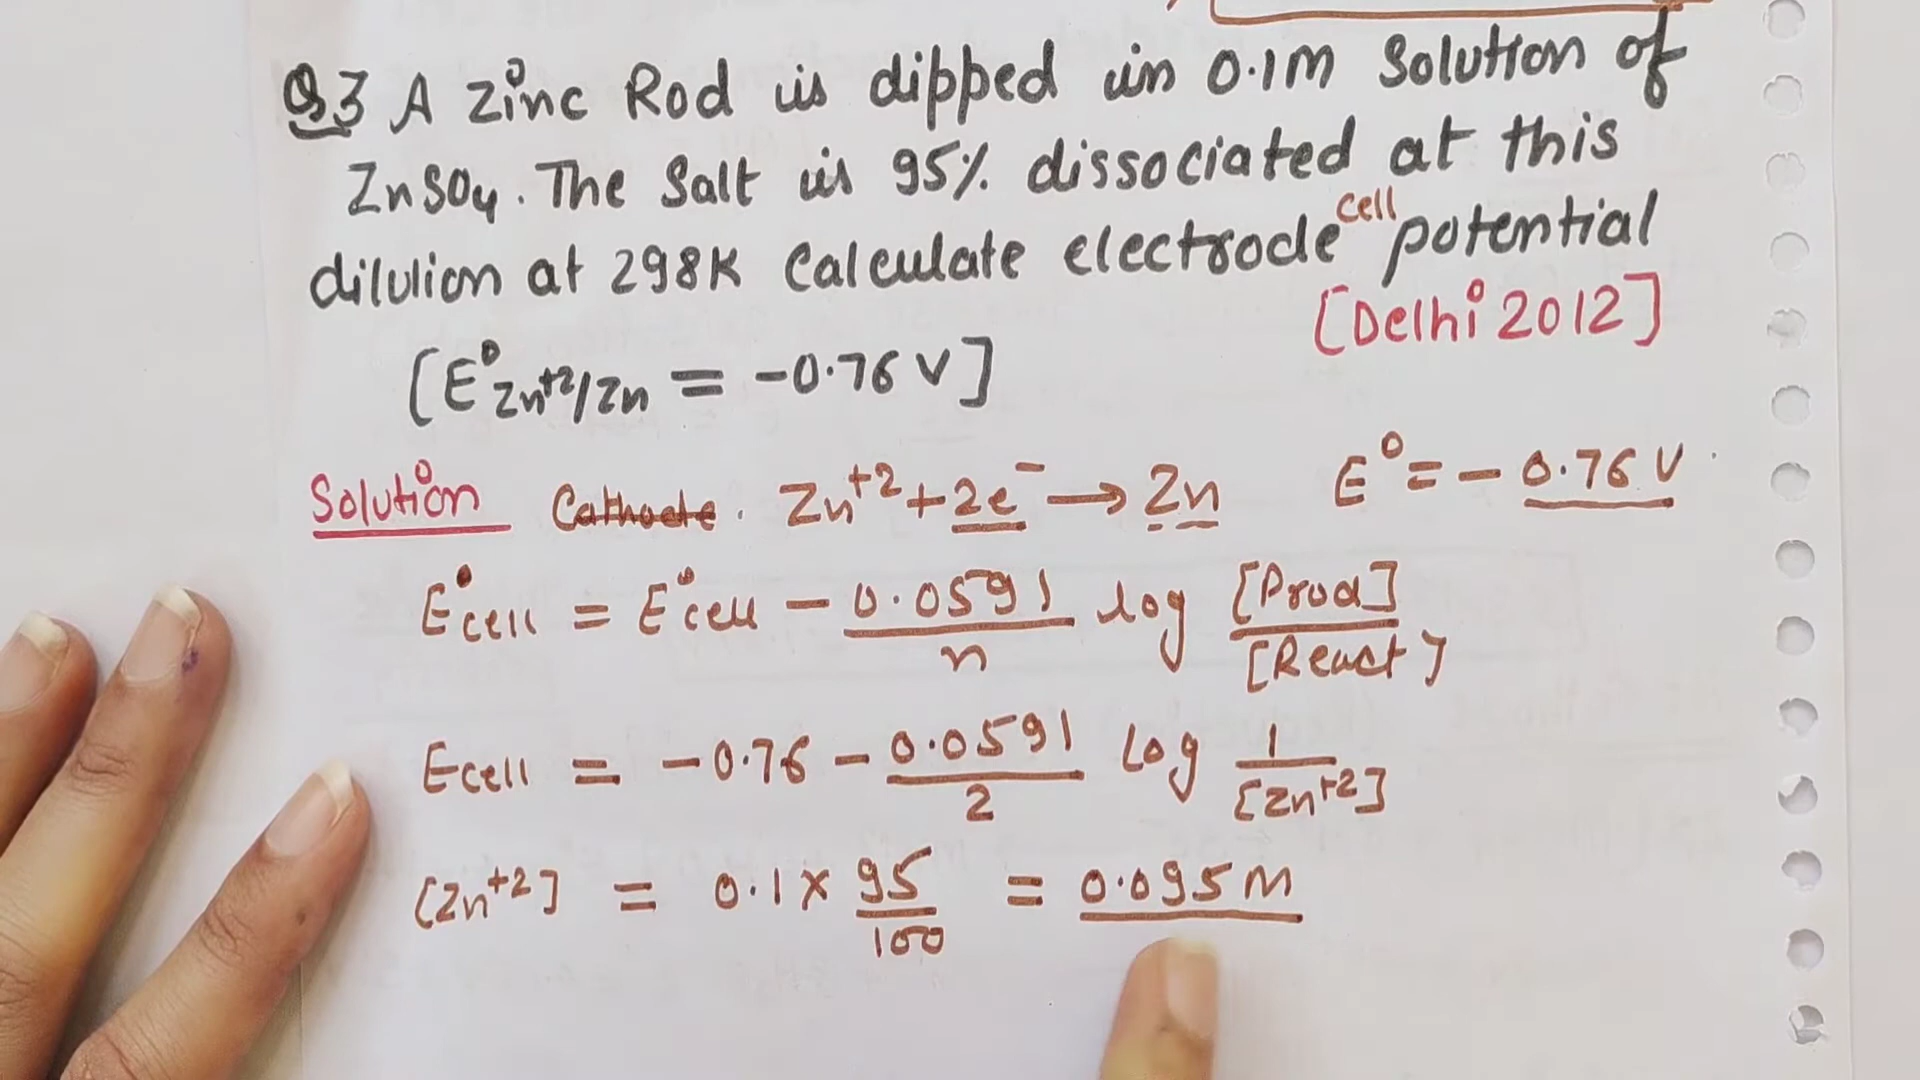 Q3 A Zinc Rod is dipped in 0.1M Solution of
ZnSO4. The Salt is 95% dissociated at this
cell
dilution at 298K Calculate electrode potential
[Delhi 2012]
[E°Zn+2/Zn = -0.76 V]
Solution Cathode. Zn+2 + 2e- → Zn E° = - 0.76 V
E°cell = E°cell - 0.0591/n log [Prod]/[React]
Ecell = -0.76 - 0.0591/2 log 1/[Zn+2]
[Zn+2] = 0.1 x 95/100 = 0.095 M